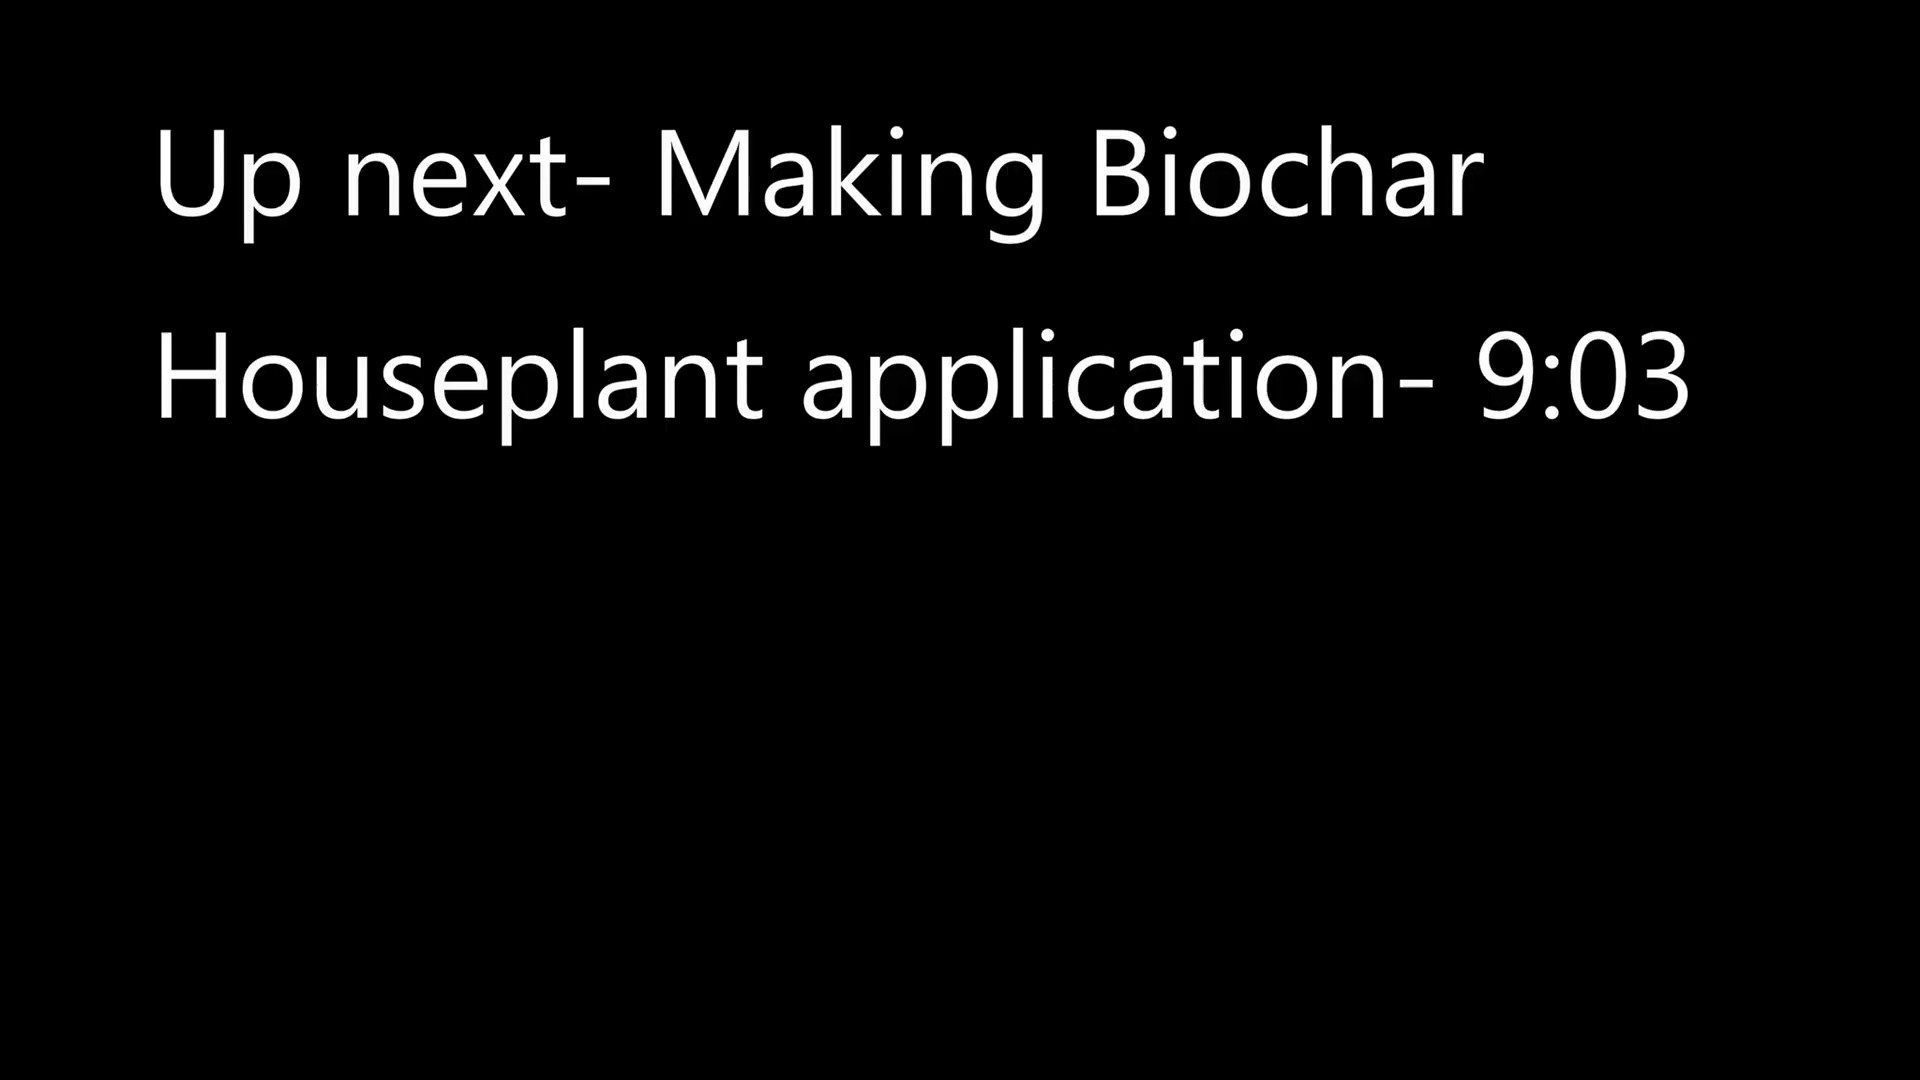 Up next- Making Biochar
Houseplant application- 9:03